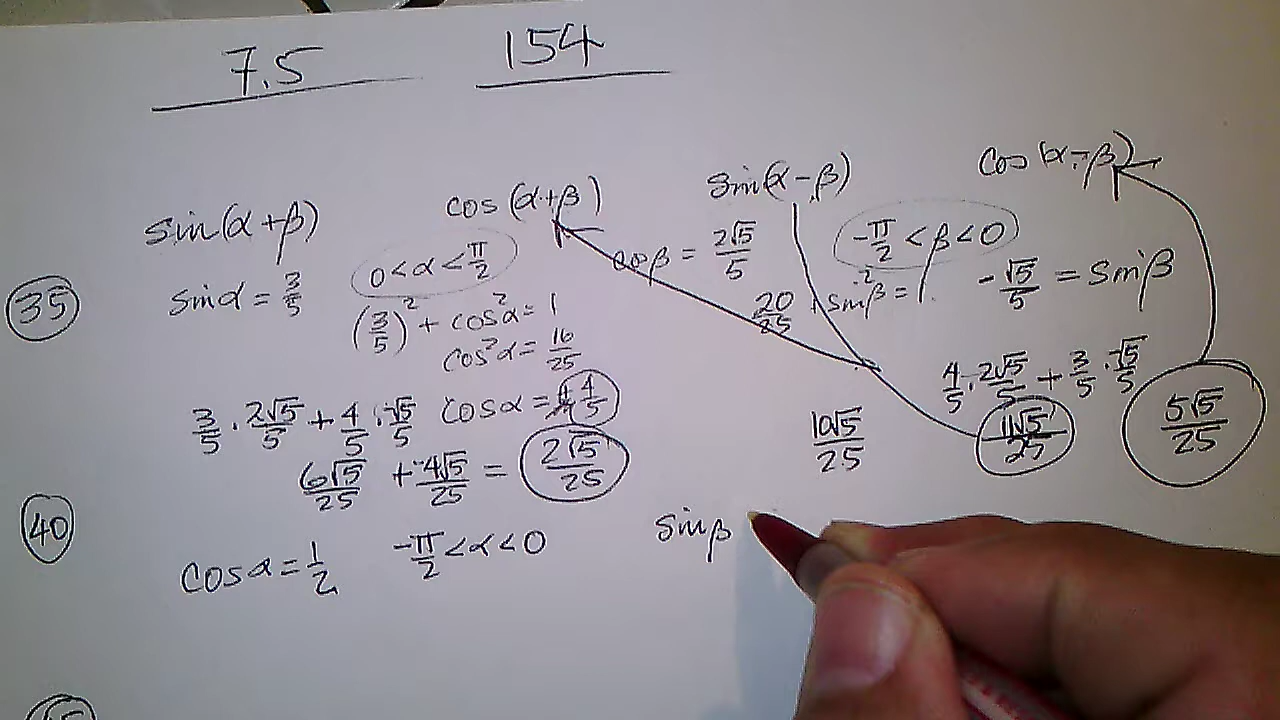 7.5 154
sin(α+β) cos(α+β) sin(α-β) cos(α-β)
35 sinα = 3/5 0<α<π/2 cosβ = 2√5/5 -π/2<β<0
(3/5)² + cos²α = 1 20/25 + sin²β = 1 -√5/5 = sinβ
cos²α = 16/25
cosα = 4/5 4/5 · 2√5/5 + 3/5 · -√5/5
3/5 · 2√5/5 + 4/5 · -√5/5 10√5/25 11√5/25 5√5/25
6√5/25 + -4√5/25 = 2√5/25
40 cosα = 1/2 -π/2<α<0 sinβ